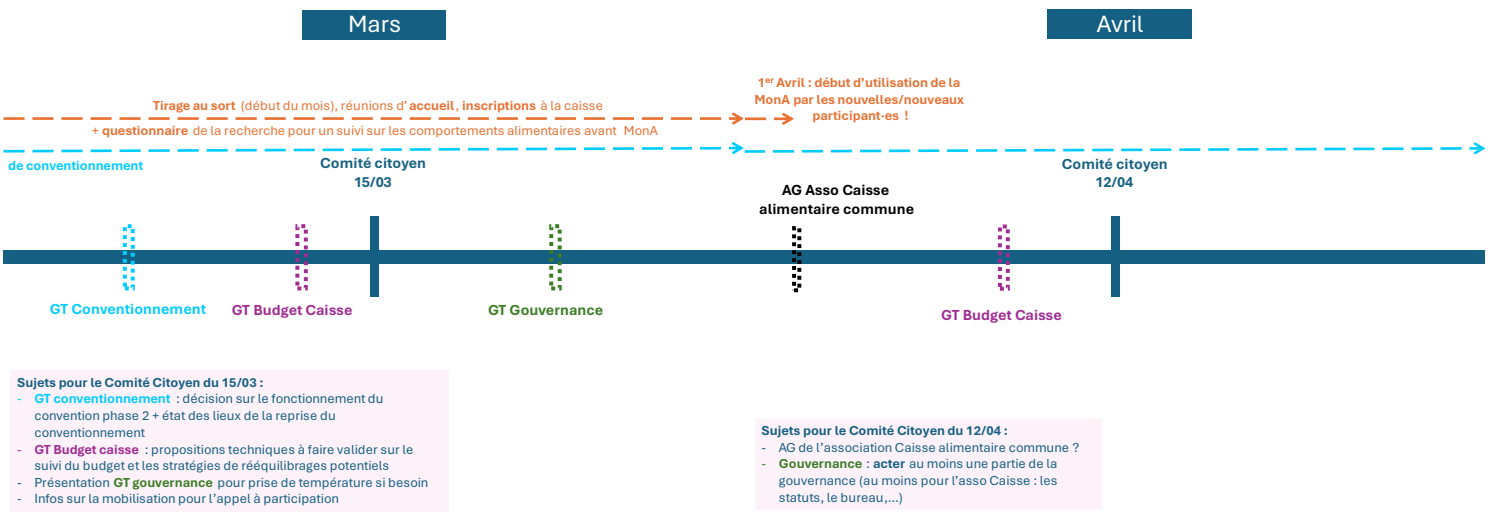 Mars
Avril
Tirage au sort (début du mois), réunions d'accueil, inscriptions à la caisse
+ questionnaire de la recherche pour un suivi sur les comportements alimentaires avant MonA
1er Avril : début d'utilisation de la
MonA par les nouvelles/nouveaux
participant·es !
de conventionnement
Comité citoyen
15/03
AG Asso Caisse
alimentaire commune
Comité citoyen
12/04
GT Conventionnement
GT Budget Caisse
GT Gouvernance
GT Budget Caisse
Sujets pour le Comité Citoyen du 15/03 :
- GT conventionnement : décision sur le fonctionnement du
convention phase 2 + état des lieux de la reprise du
conventionnement
- GT Budget caisse : propositions techniques à faire valider sur le
suivi du budget et les stratégies de rééquilibrages potentiels
- Présentation GT gouvernance pour prise de température si besoin
- Infos sur la mobilisation pour l'appel à participation
Sujets pour le Comité Citoyen du 12/04 :
- AG de l'association Caisse alimentaire commune ?
- Gouvernance : acter au moins une partie de la
gouvernance (au moins pour l'asso Caisse : les
statuts, le bureau,...)